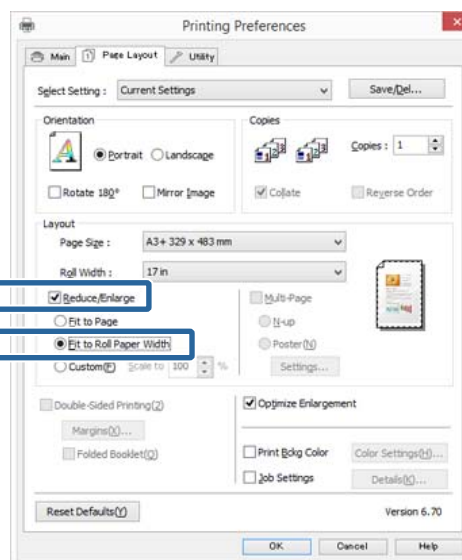 Printing Preferences
Main Page Layout Utility
Select Setting : Current Settings Save/Del...
Orientation
Portrait Landscape
Rotate 180° Mirror Image
Copies
Copies : 1
Collate Reverse Order
Layout
Page Size : A3+ 329 x 483 mm
Roll Width : 17 in
Reduce/Enlarge
Fit to Page
Fit to Roll Paper Width
Custom(F) Scale to 100 %
Multi-Page
N-up
Poster(N)
Settings...
Double-Sided Printing(2)
Margins(X)...
Folded Booklet(Q)
Optimize Enlargement
Print Bckg Color Color Settings(H)...
Job Settings Details(K)...
Reset Defaults(Y) Version 6.70
OK Cancel Help